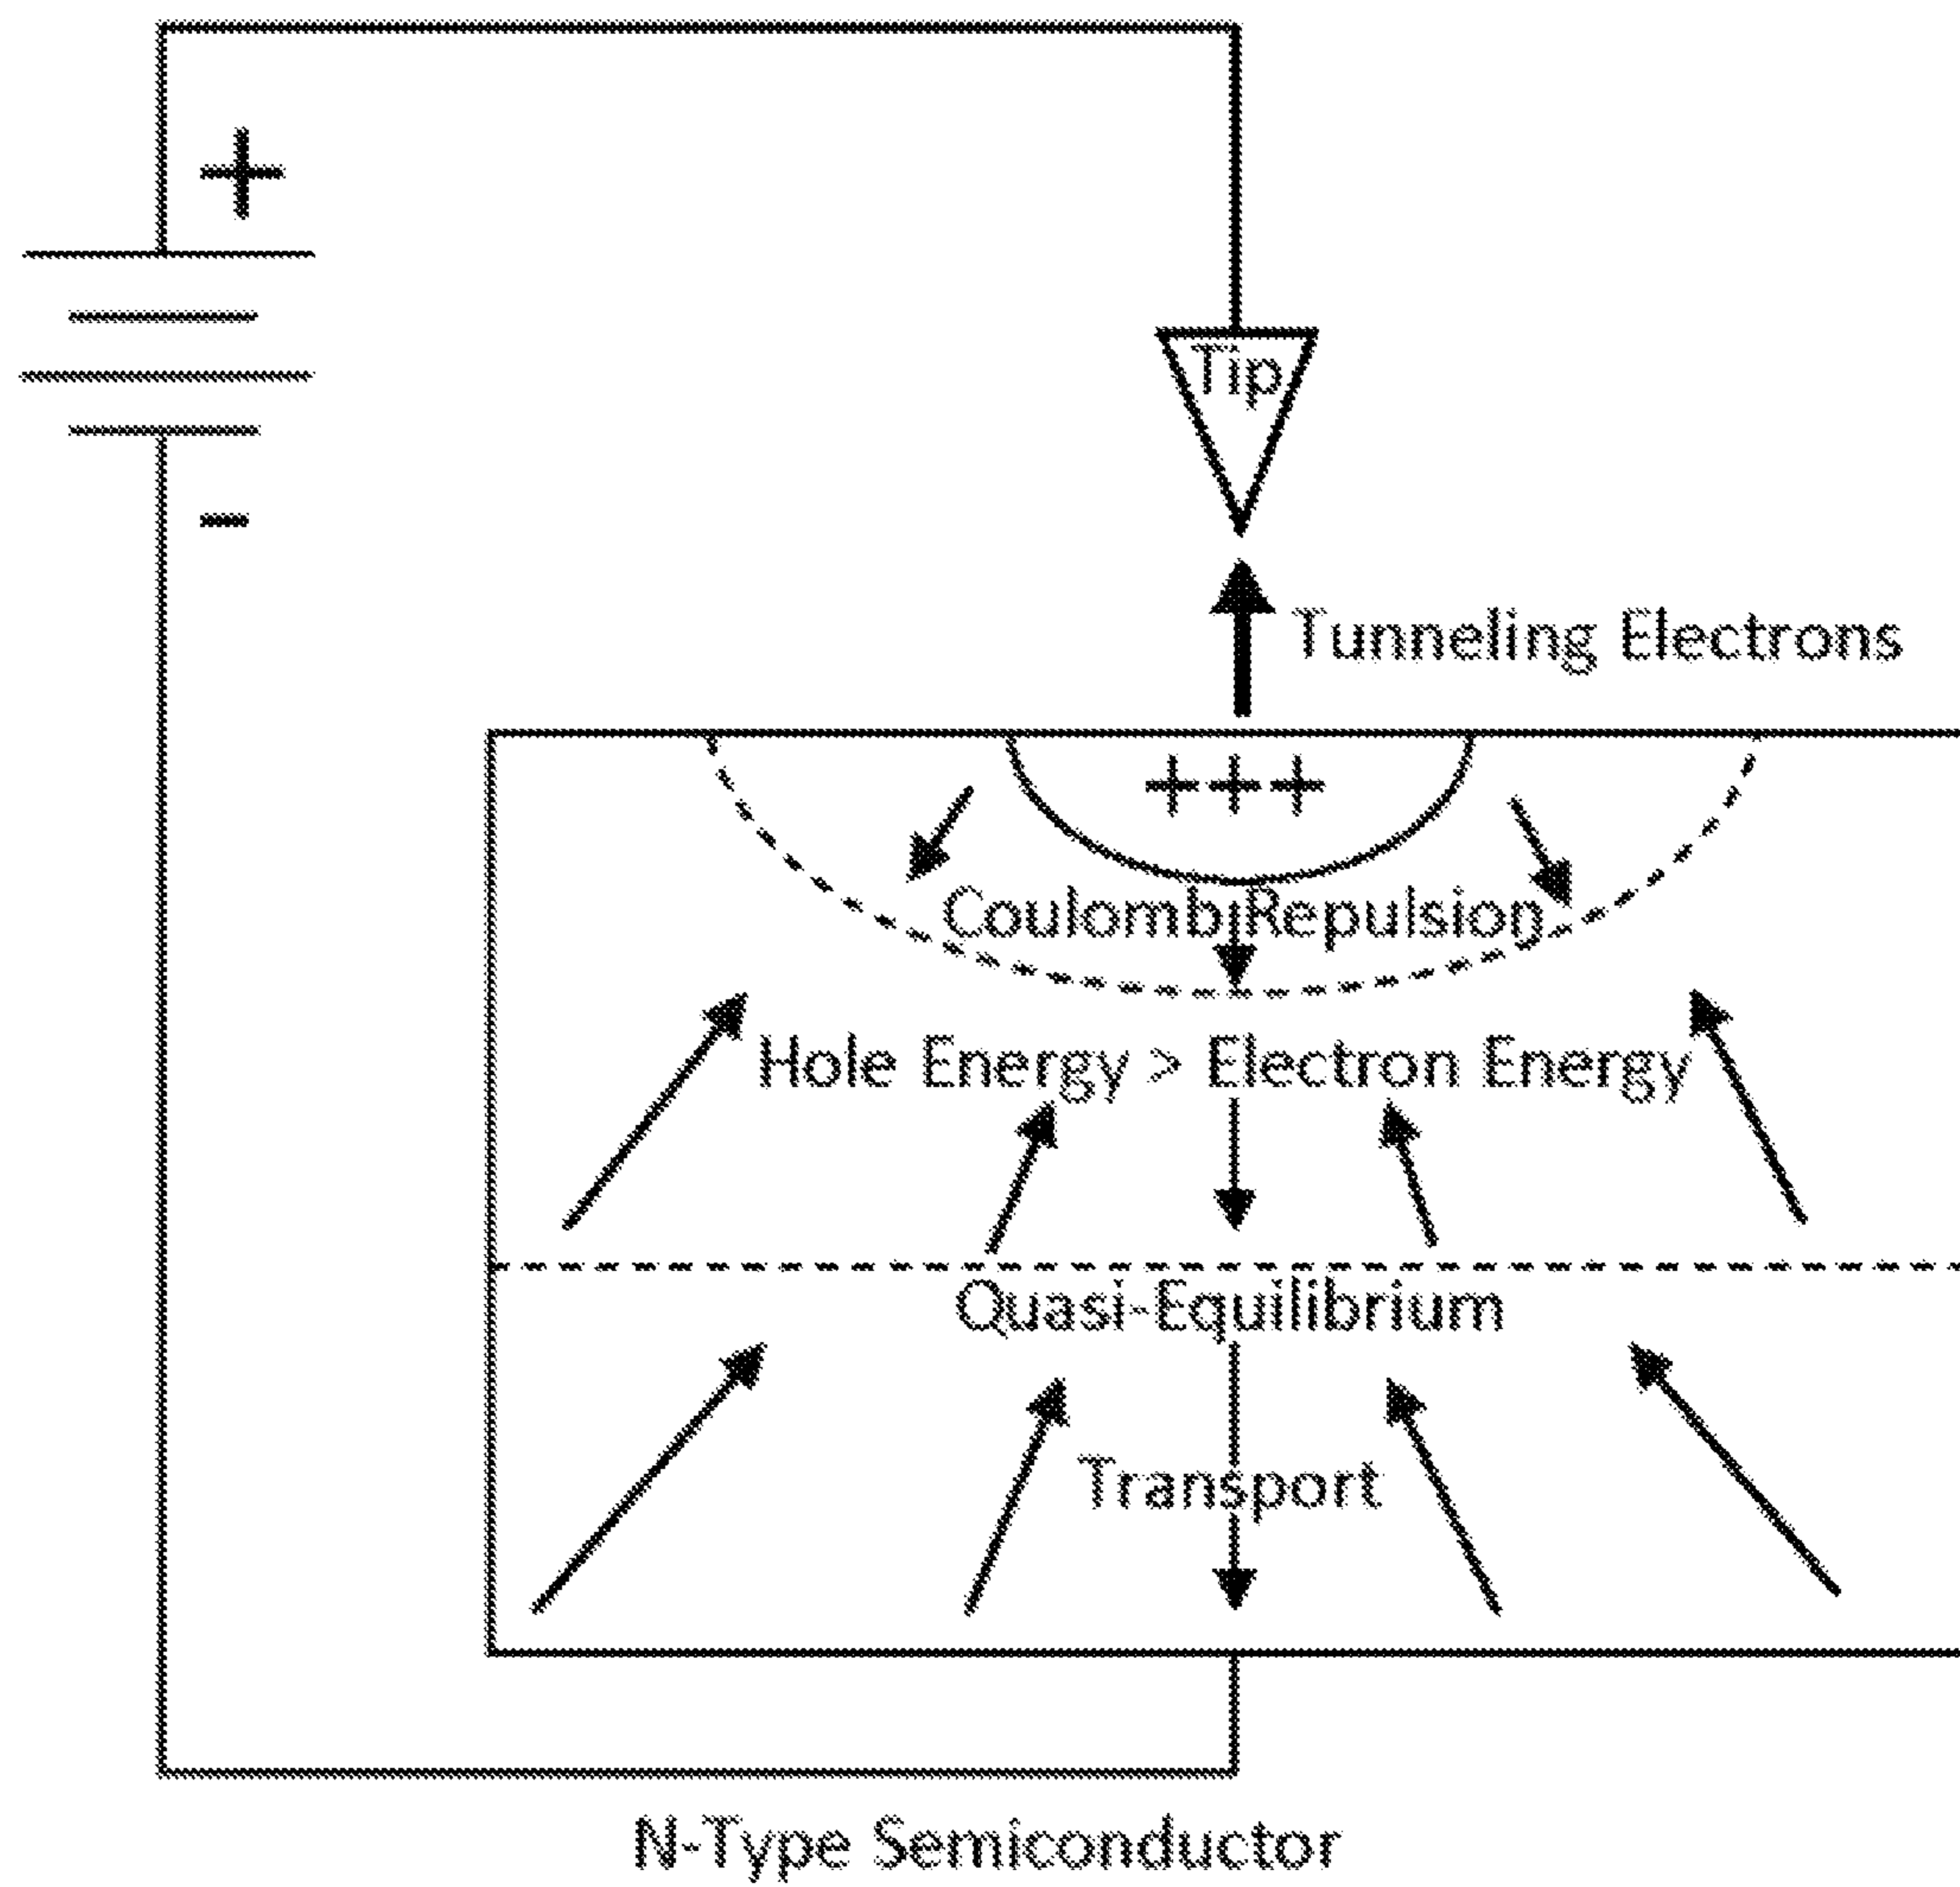 +
-
Tip
Tunneling Electrons
+++
Coulomb Repulsion
Hole Energy > Electron Energy
Quasi-Equilibrium
Transport
N-Type Semiconductor